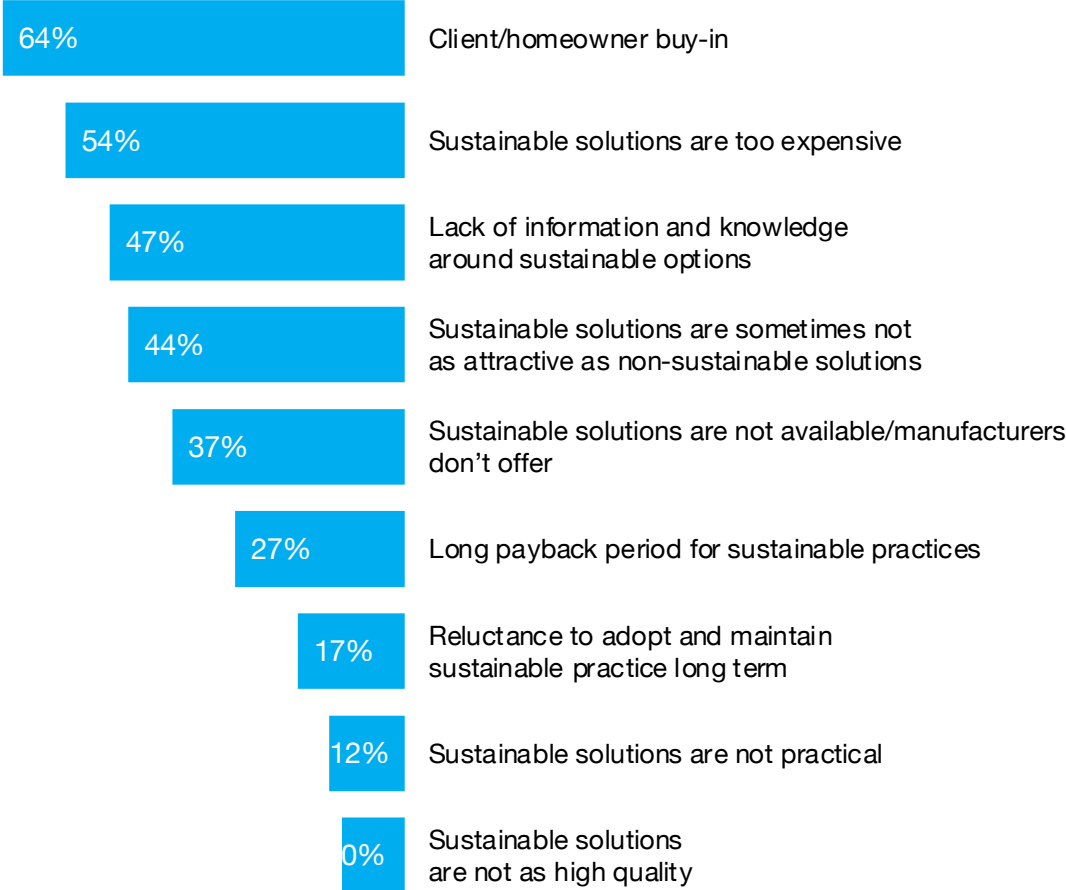 64%
Client/homeowner buy-in
54%
Sustainable solutions are too expensive
47%
Lack of information and knowledge
around sustainable options
44%
Sustainable solutions are sometimes not
as attractive as non-sustainable solutions
37%
Sustainable solutions are not available/manufacturers
don’t offer
27%
Long payback period for sustainable practices
17%
Reluctance to adopt and maintain
sustainable practice long term
12%
Sustainable solutions are not practical
0%
Sustainable solutions
are not as high quality